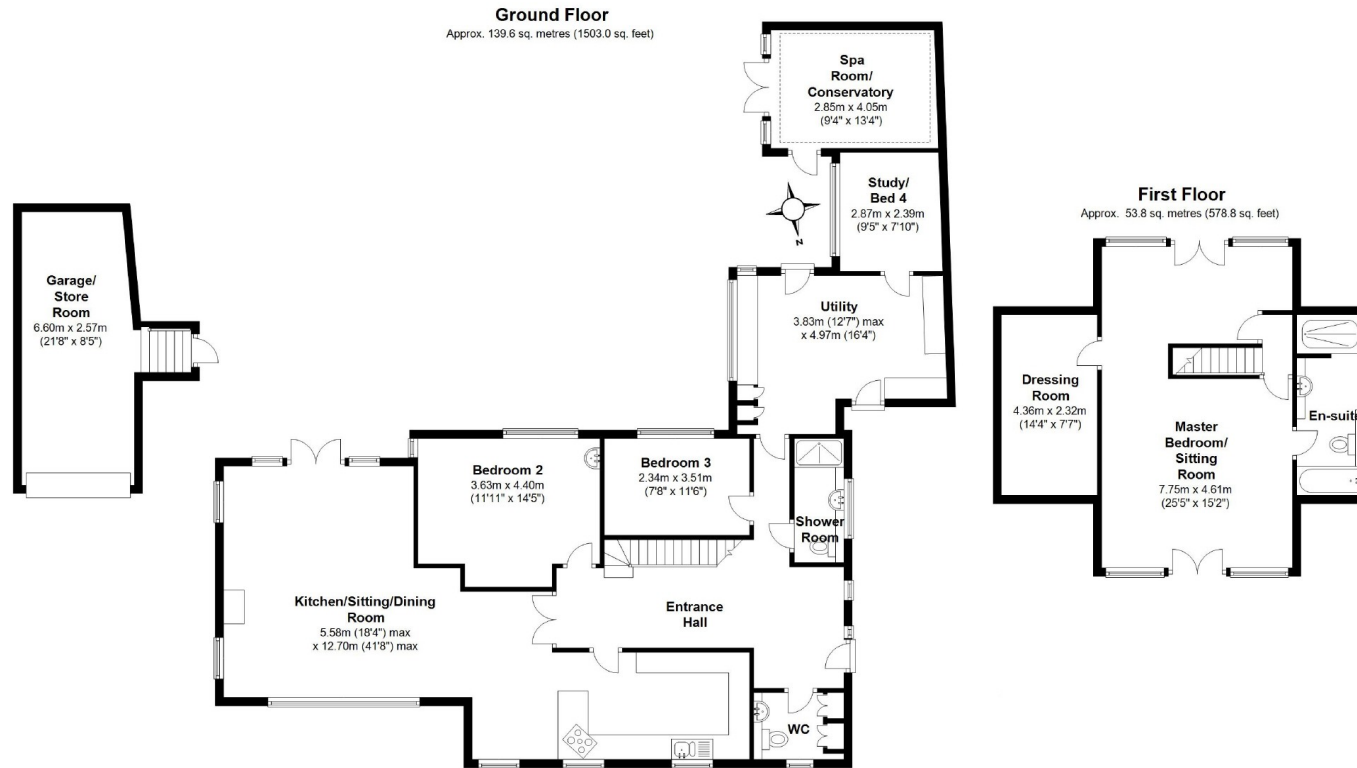 Ground Floor
Approx. 139.6 sq. metres (1503.0 sq. feet)
Spa
Room/
Conservatory
2.85m x 4.05m
(9'4" x 13'4")
Study/
Bed 4
2.87m x 2.39m
(9'5" x 7'10")
N
Garage/
Store
Room
6.60m x 2.57m
(21'8" x 8'5")
Utility
3.83m (12'7") max
x 4.97m (16'4")
Bedroom 2
3.63m x 4.40m
(11'11" x 14'5")
Bedroom 3
2.34m x 3.51m
(7'8" x 11'6")
Shower
Room
Kitchen/Sitting/Dining
Room
5.58m (18'4") max
x 12.70m (41'8") max
Entrance
Hall
WC
First Floor
Approx. 53.8 sq. metres (578.8 sq. feet)
Dressing
Room
4.36m x 2.32m
(14'4" x 7'7")
Master
Bedroom/
Sitting
Room
7.75m x 4.61m
(25'5" x 15'2")
En-suite